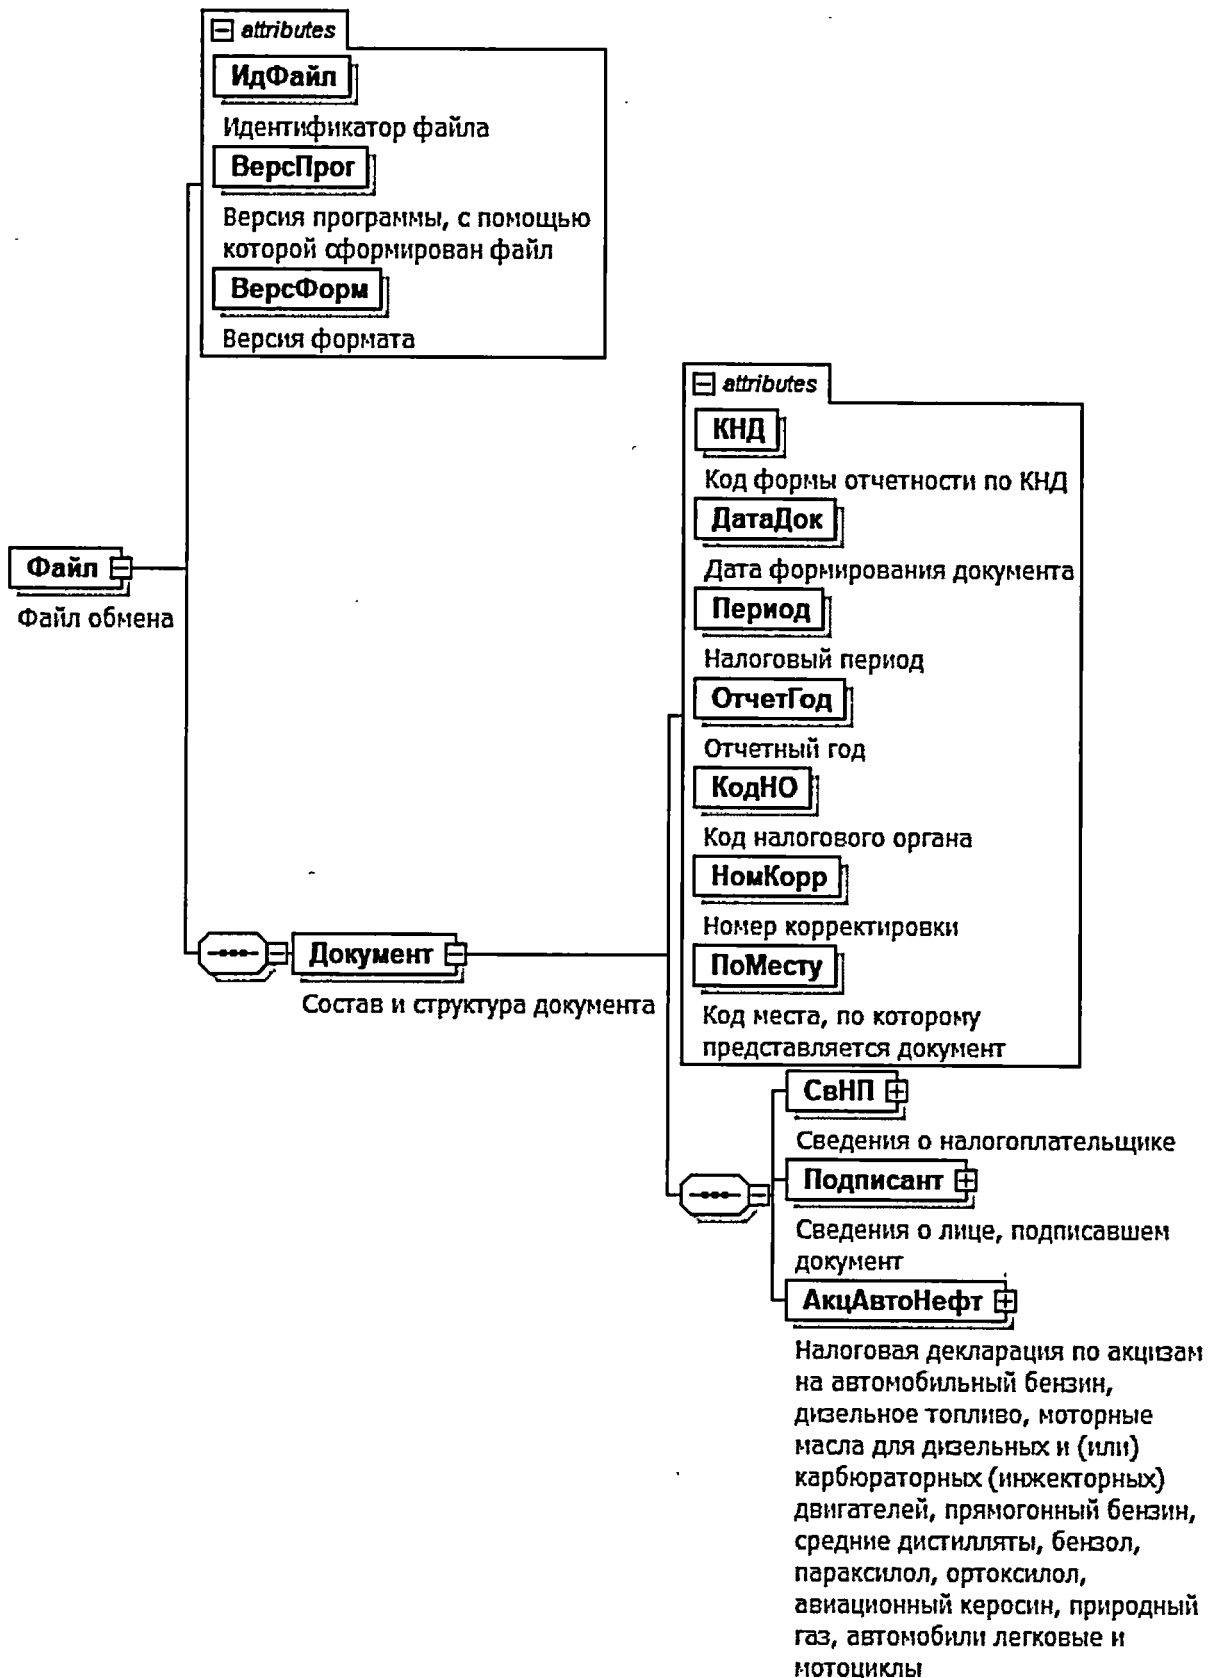 attributes
ИдФайл
Идентификатор файла
ВерсПрог
Версия программы, с помощью
которой сформирован файл
ВерсФорм
Версия формата
attributes
КНД
Код формы отчетности по КНД
ДатаДок
Дата формирования документа
Период
Налоговый период
ОтчетГод
Отчетный год
КодНО
Код налогового органа
НомКорр
Номер корректировки
ПоМесту
Код места, по которому
представляется документ
Файл
Файл обмена
Документ
Состав и структура документа
СвНП
Сведения о налогоплательщике
Подписант
Сведения о лице, подписавшем
документ
АкцАвтоНефт
Налоговая декларация по акцизам
на автомобильный бензин,
дизельное топливо, моторные
масла для дизельных и (или)
карбюраторных (инжекторных)
двигателей, прямогонный бензин,
средние дистилляты, бензол,
параксилол, ортоксилол,
авиационный керосин, природный
газ, автомобили легковые и
мотоциклы